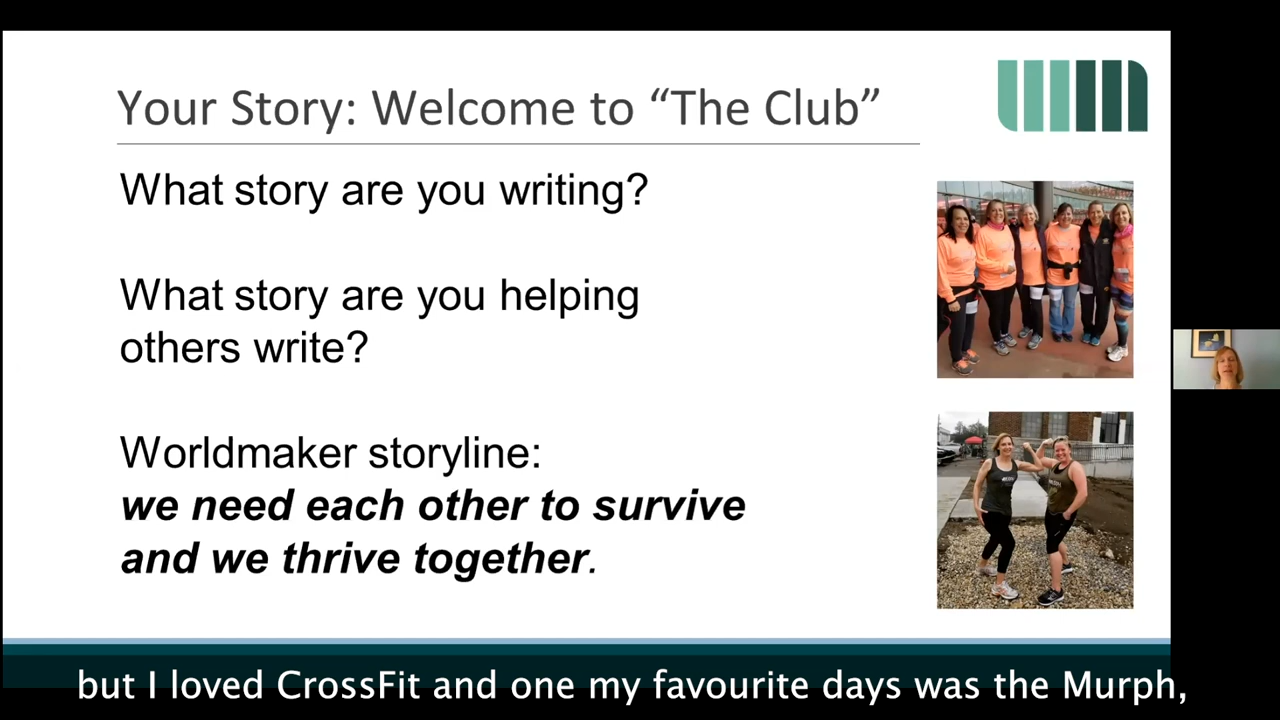 Your Story: Welcome to “The Club”
What story are you writing?
What story are you helping
others write?
Worldmaker storyline:
we need each other to survive
and we thrive together.
but I loved CrossFit and one my favourite days was the Murph,